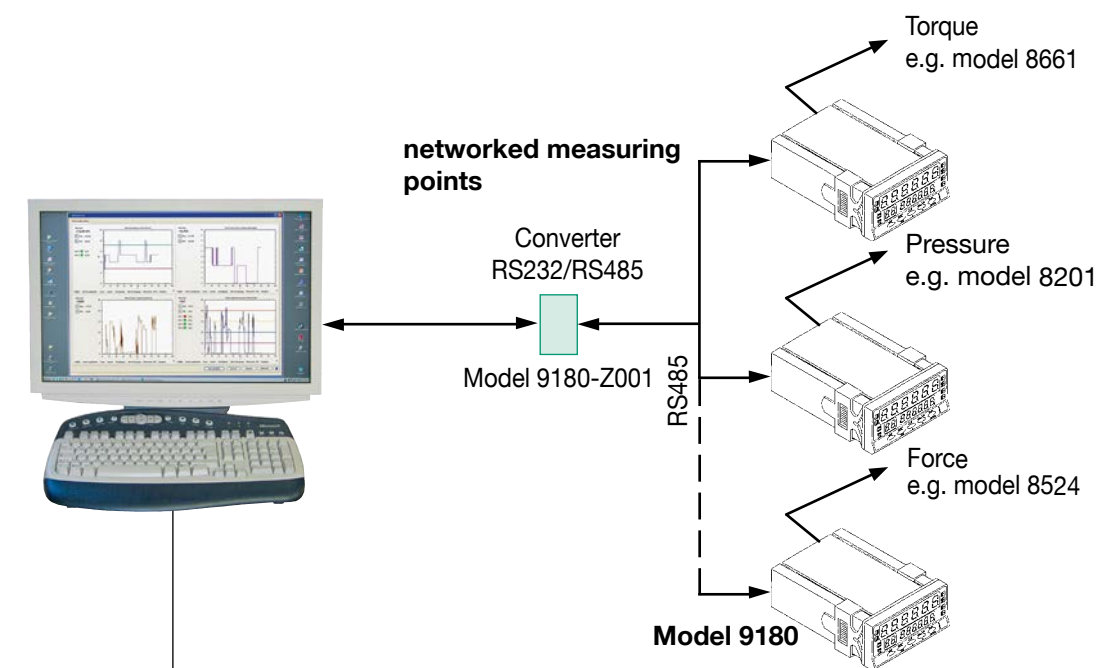 Torque
e.g. model 8661
networked measuring
points
Converter
RS232/RS485
Pressure
e.g. model 8201
Model 9180-Z001
RS485
Force
e.g. model 8524
Model 9180